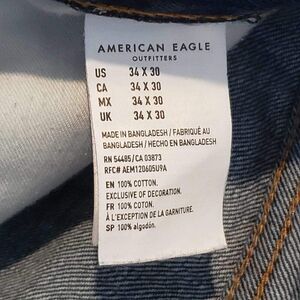 AMERICAN EAGLE
OUTFITTERS
US 34 X 30
CA 34 X 30
MX 34 X 30
UK 34 X 30
MADE IN BANGLADESH / FABRIQUÉ AU
BANGLADESH / HECHO EN BANGLADESH
RN 54485/CA 03873
RFC# AEM120605U9A
EN 100% COTTON.
EXCLUSIVE OF DECORATION.
FR 100% COTON.
À L'EXCEPTION DE LA GARNITURE.
SP 100% algodón.